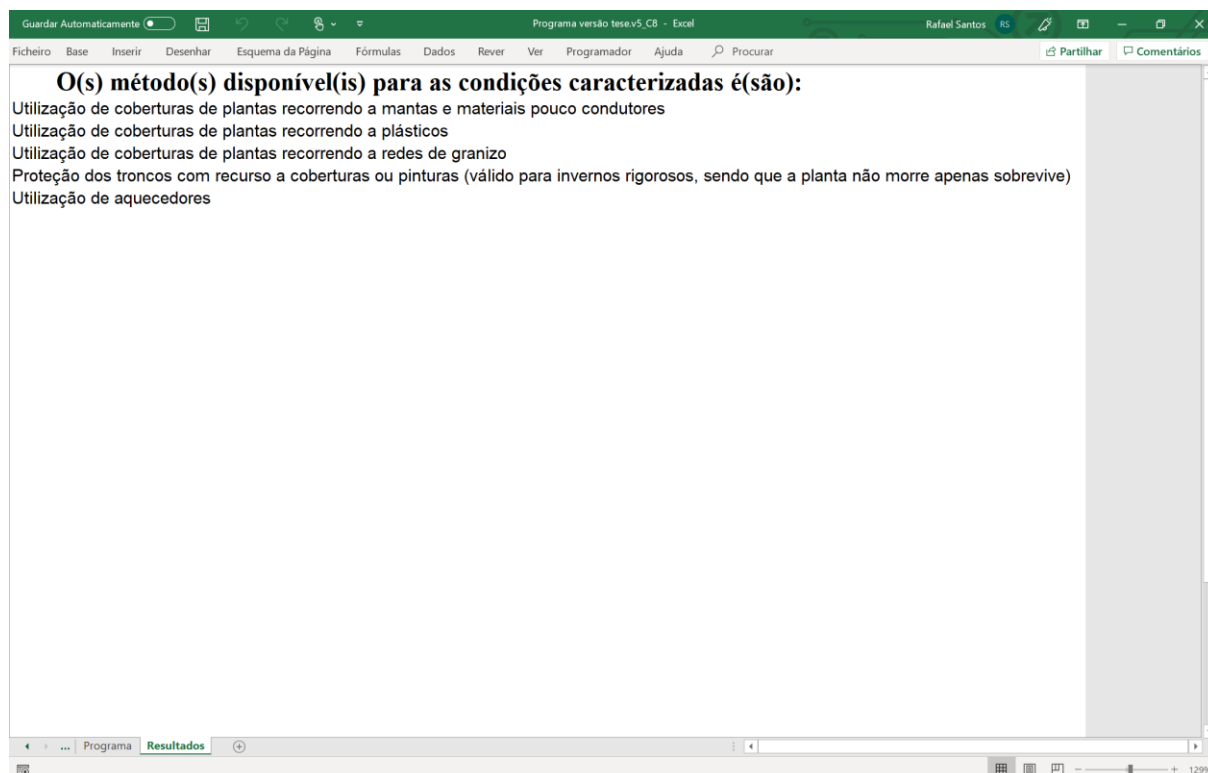 Guardar Automaticamente
Programa versão tese.v5_C8 - Excel
Rafael Santos RS
Ficheiro Base Inserir Desenhar Esquema da Página Fórmulas Dados Rever Ver Programador Ajuda Procurar Partilhar Comentários
O(s) método(s) disponível(is) para as condições caracterizadas é(são):
Utilização de coberturas de plantas recorrendo a mantas e materiais pouco condutores
Utilização de coberturas de plantas recorrendo a plásticos
Utilização de coberturas de plantas recorrendo a redes de granizo
Proteção dos troncos com recurso a coberturas ou pinturas (válido para invernos rigorosos, sendo que a planta não morre apenas sobrevive)
Utilização de aquecedores
... Programa Resultados
129%